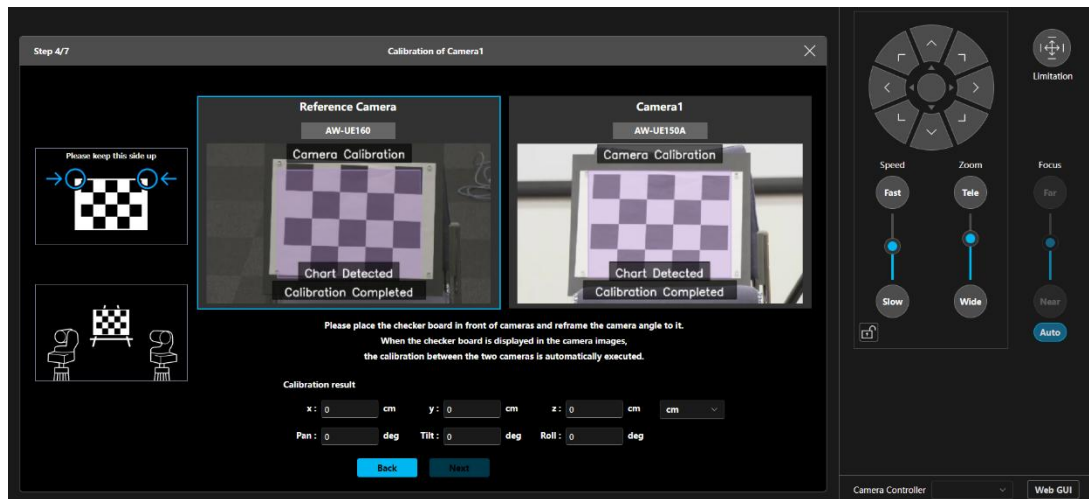 Step 4/7
Calibration of Camera1
Please keep this side up
Reference Camera
AW-UE160
Camera Calibration
Chart Detected
Calibration Completed
Camera1
AW-UE150A
Camera Calibration
Chart Detected
Calibration Completed
Please place the checker board in front of cameras and reframe the camera angle to it.
When the checker board is displayed in the camera images,
the calibration between the two cameras is automatically executed.
Calibration result
x : 0 cm y : 0 cm z : 0 cm cm
Pan : 0 deg Tilt : 0 deg Roll : 0 deg
Back Next
Limitation
Speed Zoom Focus
Fast Tele Far
Slow Wide Near
Auto
Camera Controller Web GUI